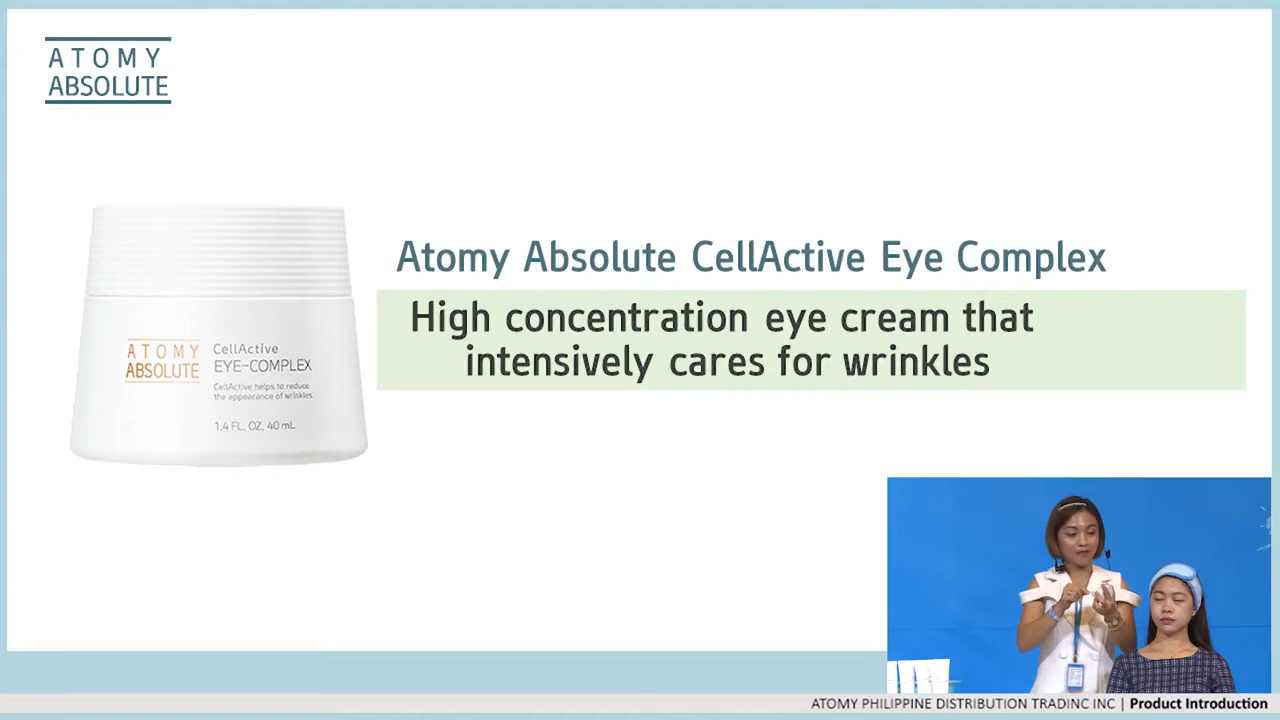 ATOMY
ABSOLUTE
Atomy Absolute CellActive Eye Complex
High concentration eye cream that
intensively cares for wrinkles
ATOMY
ABSOLUTE
CellActive
EYE-COMPLEX
CellActive helps to reduce
the appearance of wrinkles
1.4 FL. OZ. 40 mL
ATOMY PHILIPPINE DISTRIBUTION TRADINC INC | Product Introduction